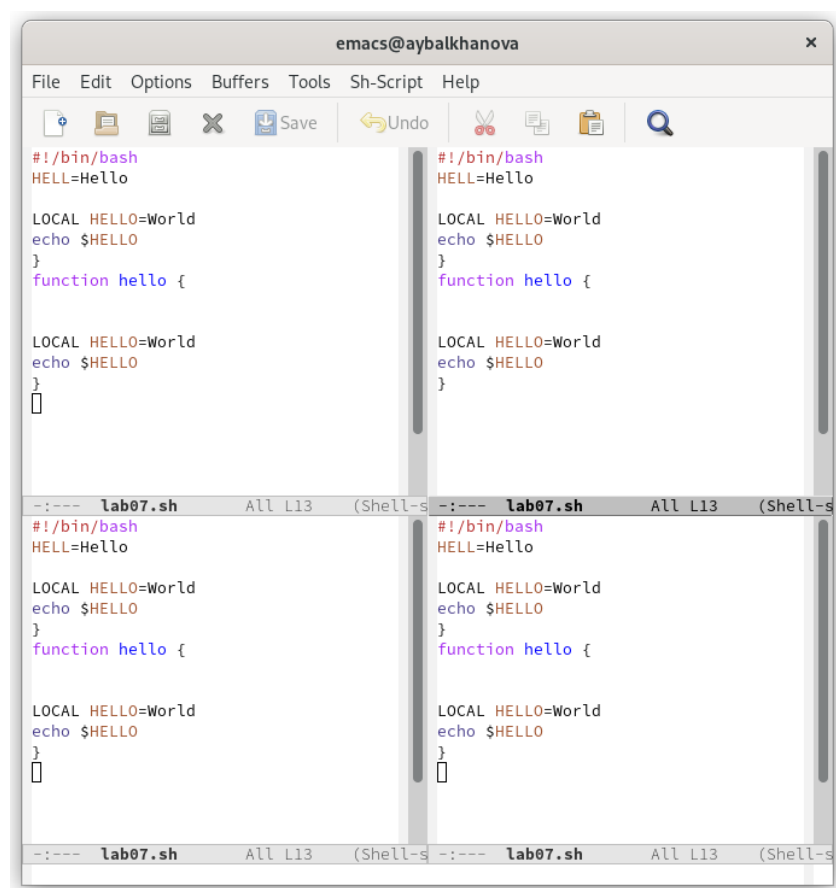 emacs@aybalkhanova ×
File Edit Options Buffers Tools Sh-Script Help
Save Undo
#!/bin/bash
HELL=Hello
LOCAL HELLO=World
echo $HELLO
}
function hello {
LOCAL HELLO=World
echo $HELLO
}
-:--- lab07.sh All L13 (Shell-s
#!/bin/bash
HELL=Hello
LOCAL HELLO=World
echo $HELLO
}
function hello {
LOCAL HELLO=World
echo $HELLO
}
-:--- lab07.sh All L13 (Shell-s
#!/bin/bash
HELL=Hello
LOCAL HELLO=World
echo $HELLO
}
function hello {
LOCAL HELLO=World
echo $HELLO
}
-:--- lab07.sh All L13 (Shell-s
#!/bin/bash
HELL=Hello
LOCAL HELLO=World
echo $HELLO
}
function hello {
LOCAL HELLO=World
echo $HELLO
}
-:--- lab07.sh All L13 (Shell-s